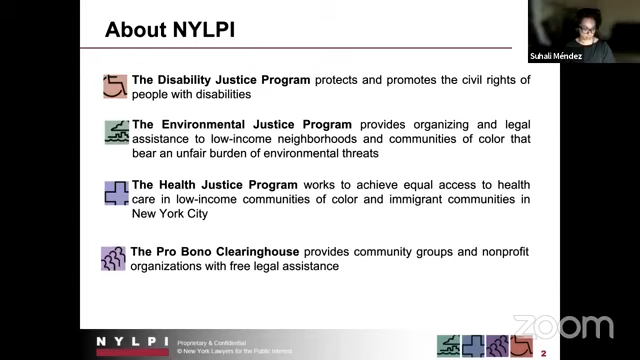 About NYLPI
Suhali Méndez
The Disability Justice Program protects and promotes the civil rights of
people with disabilities
The Environmental Justice Program provides organizing and legal
assistance to low-income neighborhoods and communities of color that
bear an unfair burden of environmental threats
The Health Justice Program works to achieve equal access to health
care in low-income communities of color and immigrant communities in
New York City
The Pro Bono Clearinghouse provides community groups and nonprofit
organizations with free legal assistance
zoom
NYLPI
Proprietary & Confidential
© New York Lawyers for the Public Interest
2